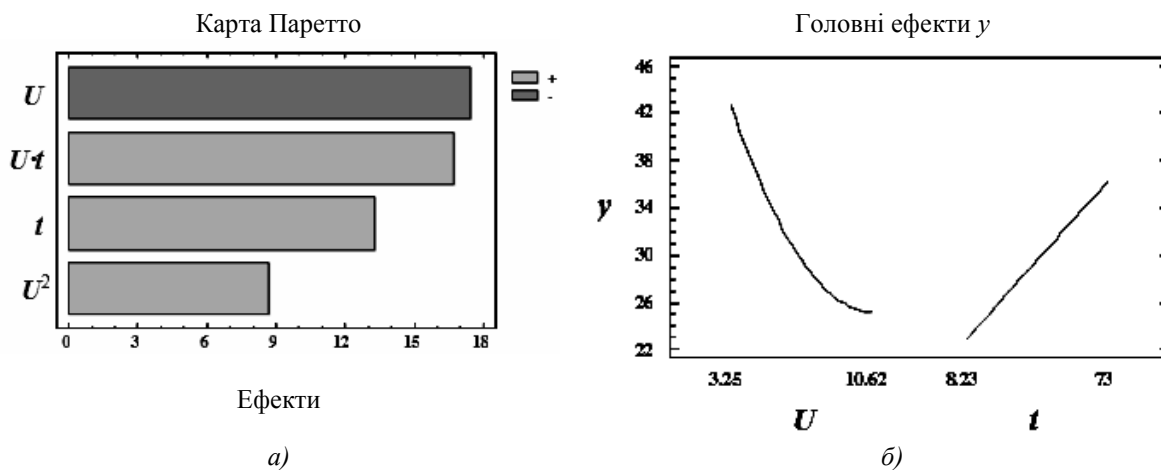 Карта Паретто
U
U·t
t
U²
+
-
0 3 6 9 12 15 18
Ефекти
а)
Головні ефекти y
46
42
38
34
30
26
22
y
3.25 10.62 8.23 73
U t
б)